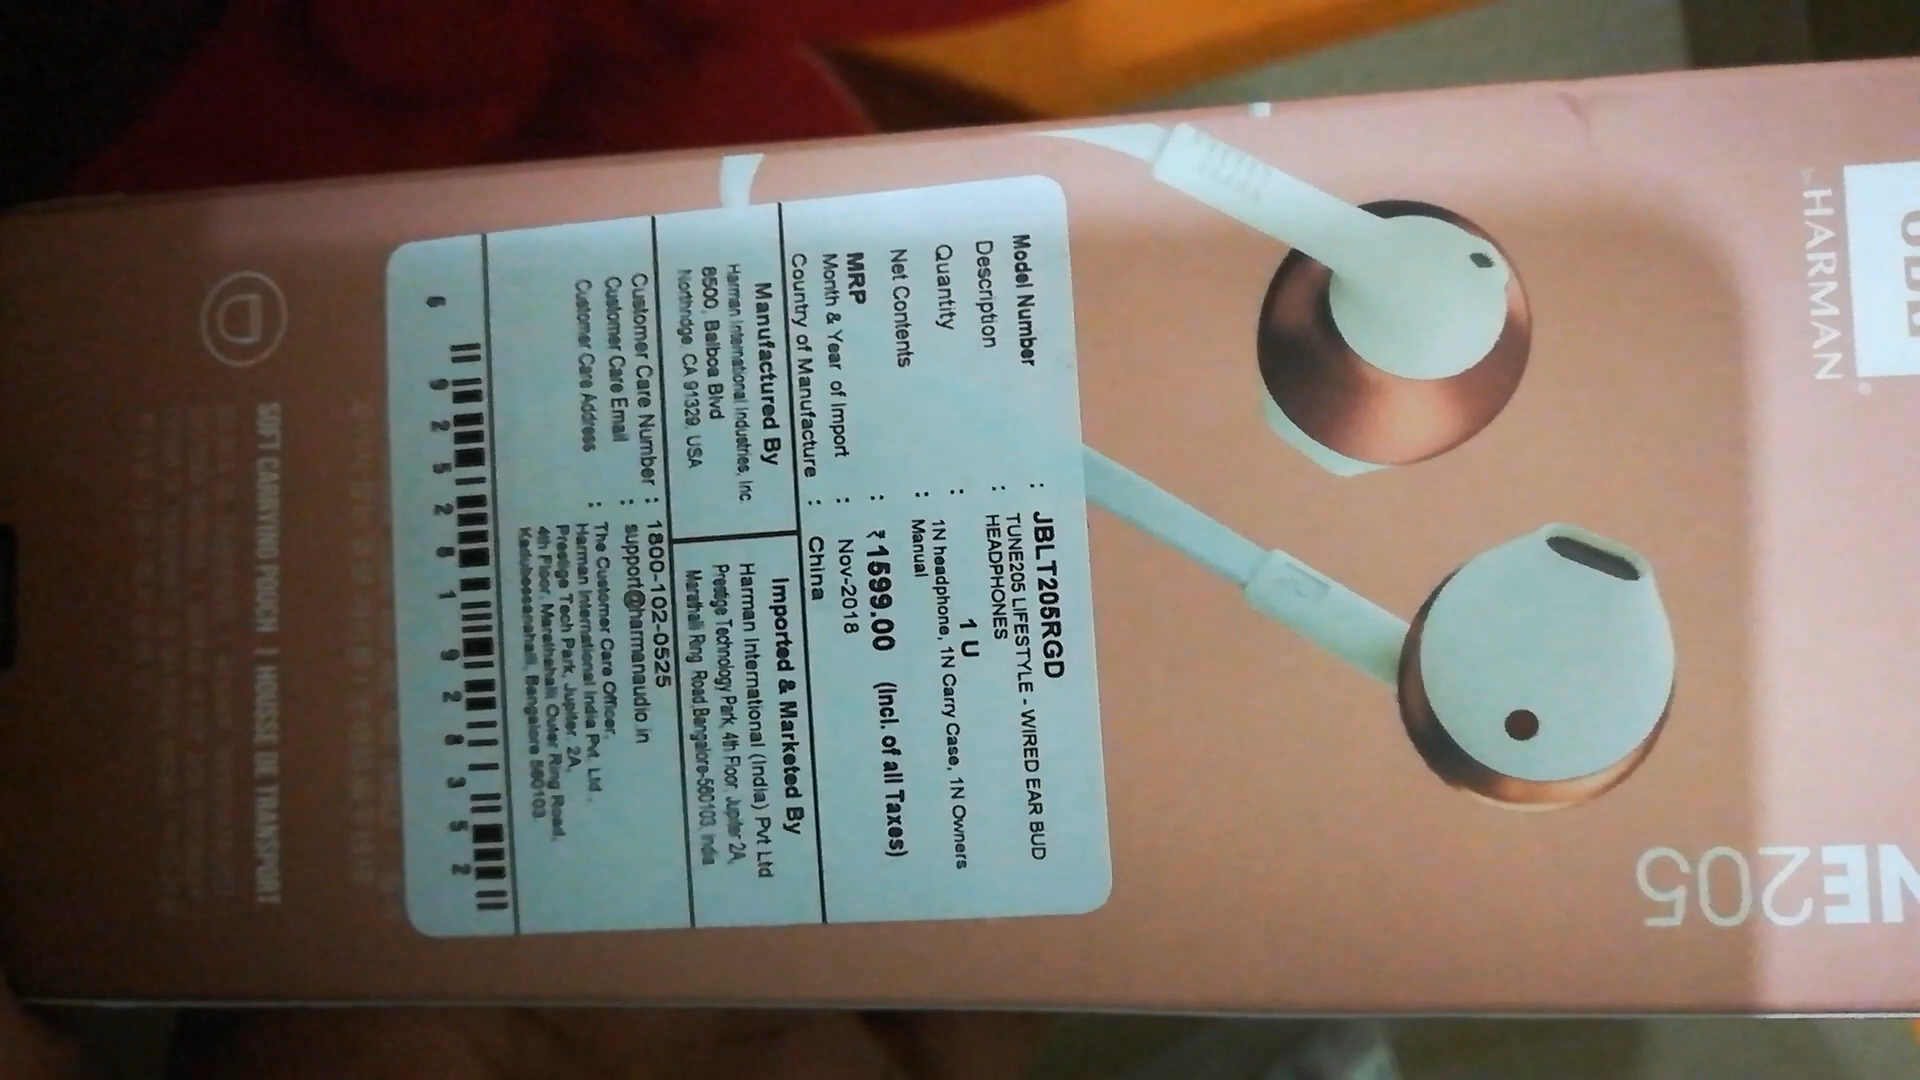 JBL
by HARMAN
NE205
Model Number : JBLT205RGD
Description : TUNE205 LIFESTYLE - WIRED EAR BUD
HEADPHONES
Quantity : 1 U
Net Contents : 1N headphone, 1N Carry Case, 1N Owners
Manual
MRP : ₹1599.00 (Incl. of all Taxes)
Month & Year of Import : Nov-2018
Country of Manufacture : China
Manufactured By
Harman International Industries, Inc.
8500, Balboa Blvd
Northridge, CA 91329, USA
Imported & Marketed By
Harman International (India) Pvt Ltd
Prestige Technology Park, 4th Floor, Jupiter 2A,
Marathali Ring Road,Bangalore-560103, India
Customer Care Number : 1800-102-0525
Customer Care Email : support@harmanaudio.in
Customer Care Address : The Customer Care Officer,
Harman International India Pvt. Ltd.,
Prestige Tech Park, Jupiter, 2A,
4th Floor, Marathahalli Outer Ring Road,
Bangalore 560103
6 925281 928352
SOFT CARRYING POUCH | HOUSSE DE TRANSPORT